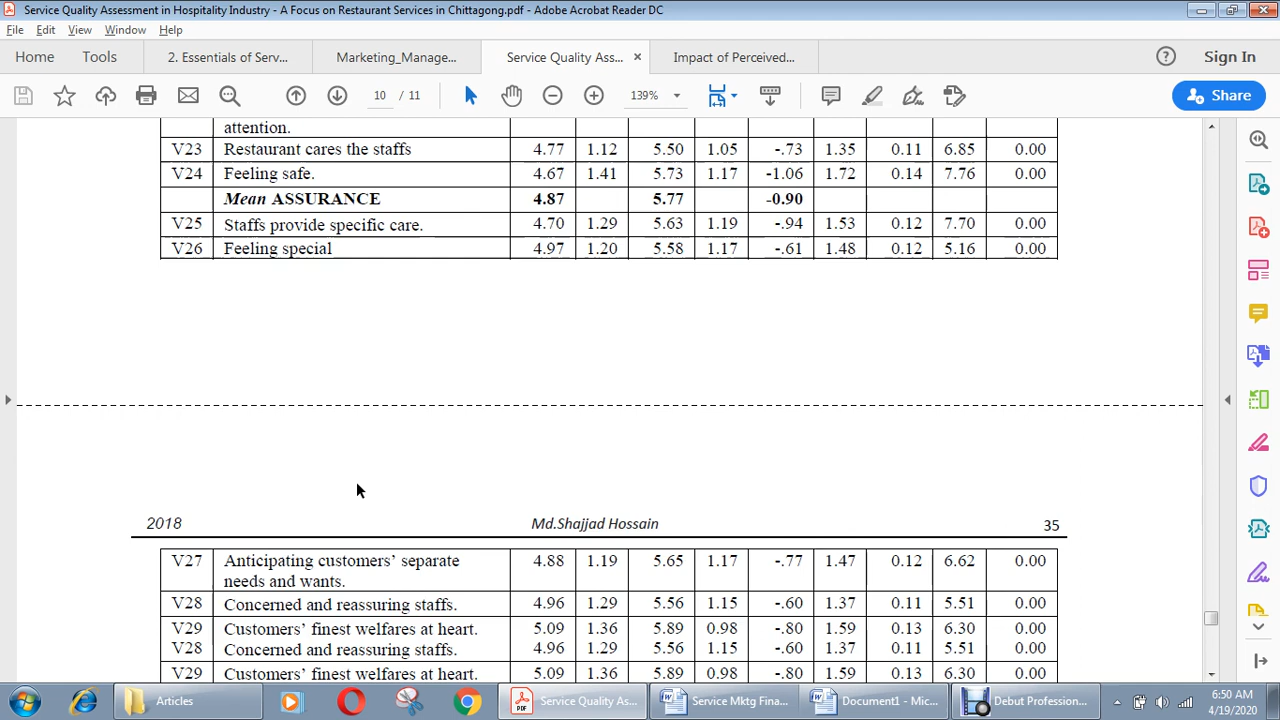 Service Quality Assessment in Hospitality Industry - A Focus on Restaurant Services in Chittagong.pdf - Adobe Acrobat Reader DC
File Edit View Window Help
Home Tools 2. Essentials of Serv... Marketing_Manage... Service Quality Ass... × Impact of Perceived... Sign In
10 / 11 139% Share
attention.
V23 Restaurant cares the staffs 4.77 1.12 5.50 1.05 -.73 1.35 0.11 6.85 0.00
V24 Feeling safe. 4.67 1.41 5.73 1.17 -1.06 1.72 0.14 7.76 0.00
Mean ASSURANCE 4.87 5.77 -0.90
V25 Staffs provide specific care. 4.70 1.29 5.63 1.19 -.94 1.53 0.12 7.70 0.00
V26 Feeling special 4.97 1.20 5.58 1.17 -.61 1.48 0.12 5.16 0.00
2018 Md.Shajjad Hossain 35
V27 Anticipating customers' separate 4.88 1.19 5.65 1.17 -.77 1.47 0.12 6.62 0.00
needs and wants.
V28 Concerned and reassuring staffs. 4.96 1.29 5.56 1.15 -.60 1.37 0.11 5.51 0.00
V29 Customers' finest welfares at heart. 5.09 1.36 5.89 0.98 -.80 1.59 0.13 6.30 0.00
V28 Concerned and reassuring staffs. 4.96 1.29 5.56 1.15 -.60 1.37 0.11 5.51 0.00
V29 Customers' finest welfares at heart. 5.09 1.36 5.89 0.98 -.80 1.59 0.13 6.30 0.00
Articles Service Quality As... Service Mktg Fina... Document1 - Mic... Debut Profession...
6:50 AM
4/19/2020